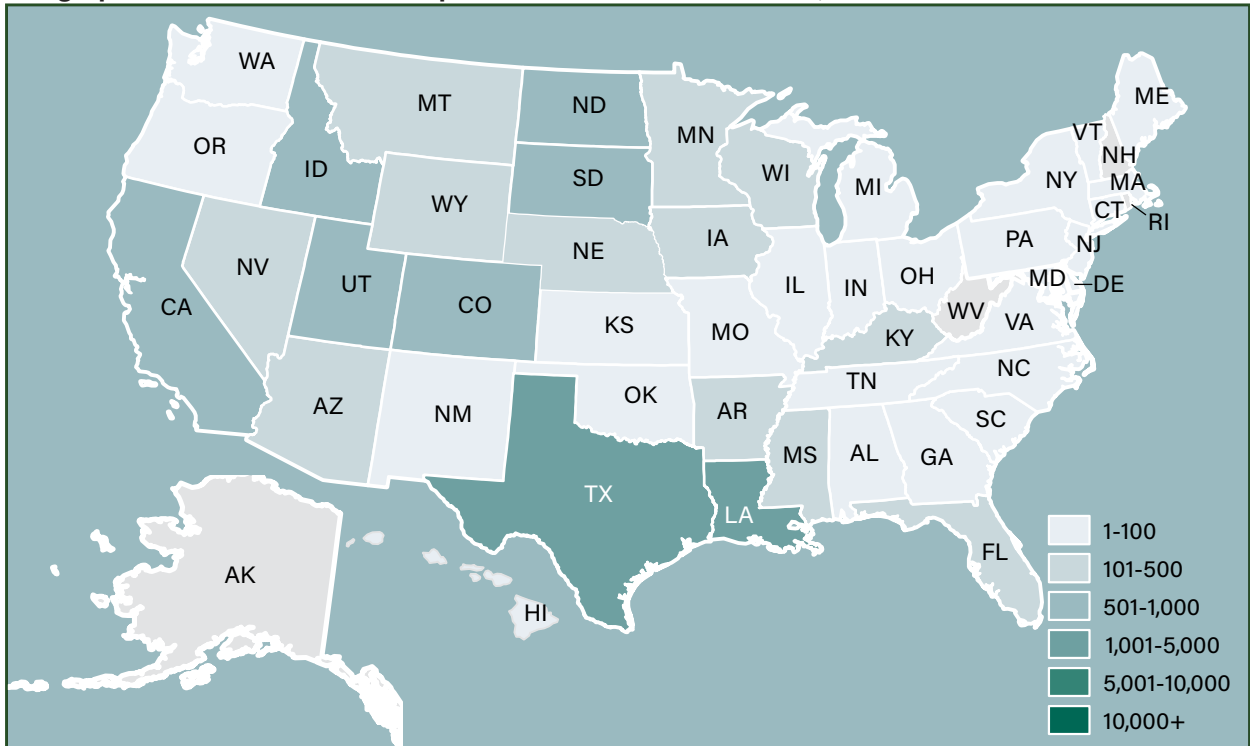 WA
MT
ND
MN
ME
VT
NH
OR
ID
SD
WI
MI
NY
MA
WY
CT
RI
IA
PA
NJ
NV
NE
UT
CO
IL
IN
OH
MD
DE
WV
CA
KS
MO
KY
VA
NC
TN
AZ
NM
OK
AR
SC
MS
AL
GA
TX
LA
FL
AK
HI
1-100
101-500
501-1,000
1,001-5,000
5,001-10,000
10,000+